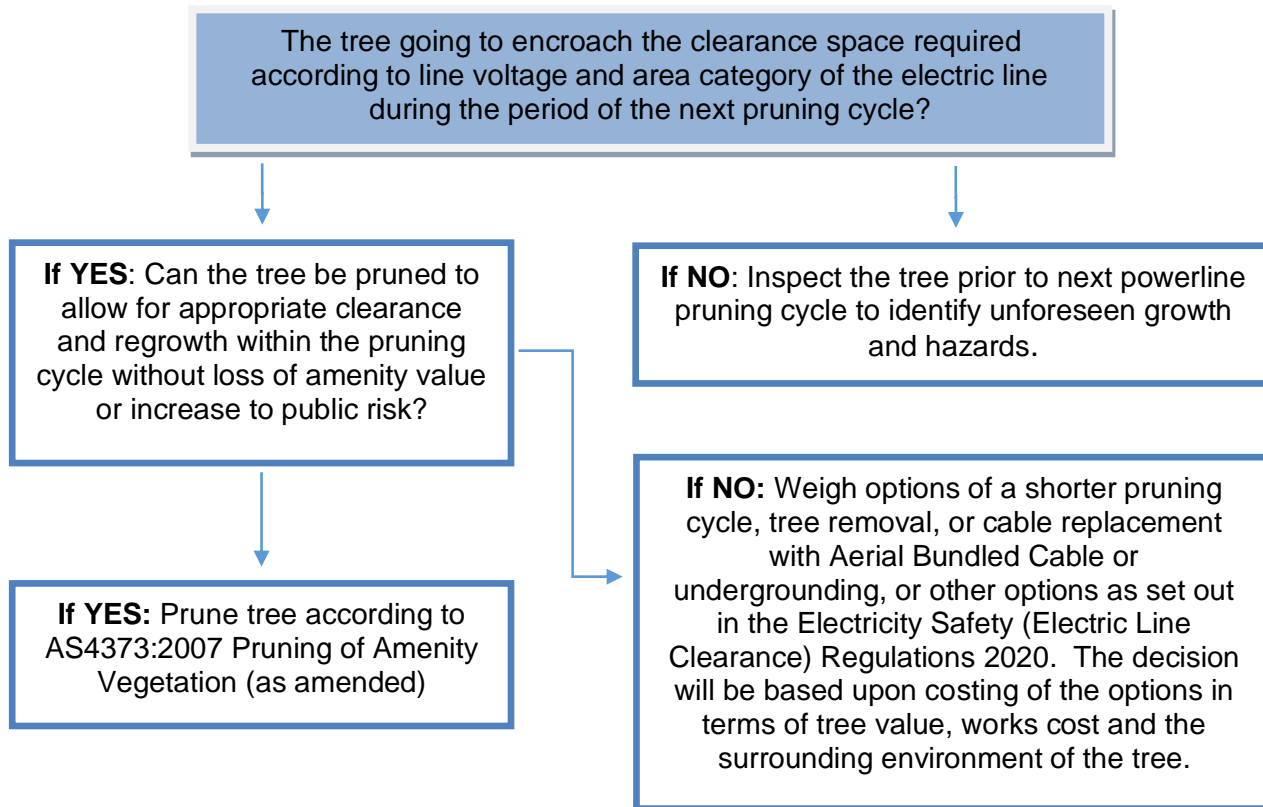 The tree going to encroach the clearance space required
according to line voltage and area category of the electric line
during the period of the next pruning cycle?
If YES: Can the tree be pruned to
allow for appropriate clearance
and regrowth within the pruning
cycle without loss of amenity value
or increase to public risk?
If NO: Inspect the tree prior to next powerline
pruning cycle to identify unforeseen growth
and hazards.
If YES: Prune tree according to
AS4373:2007 Pruning of Amenity
Vegetation (as amended)
If NO: Weigh options of a shorter pruning
cycle, tree removal, or cable replacement
with Aerial Bundled Cable or
undergrounding, or other options as set out
in the Electricity Safety (Electric Line
Clearance) Regulations 2020.  The decision
will be based upon costing of the options in
terms of tree value, works cost and the
surrounding environment of the tree.